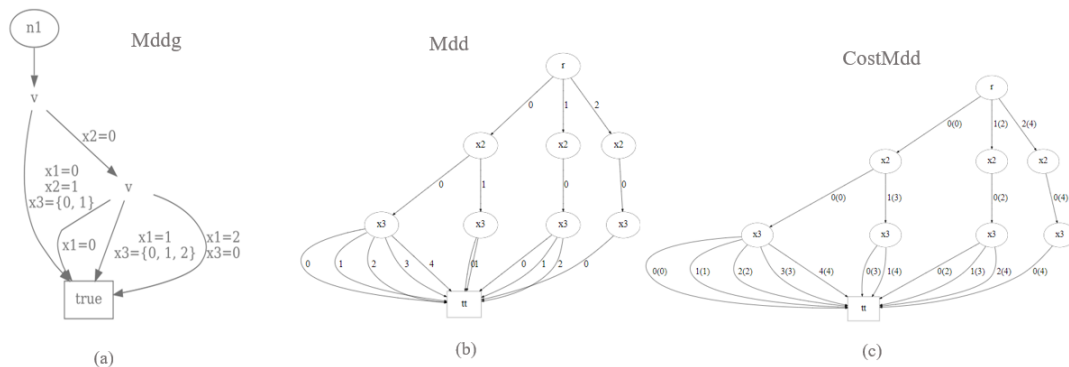 n1
Mddg
v
x2=0
x1=0
x2=1
x3={0, 1}
v
x1=0
x1=1
x3={0, 1, 2}
x1=2
x3=0
true
(a)
Mdd
r
0
1
2
x2
x2
x2
0
1
0
0
x3
x3
x3
x3
0
1
2
3
4
0
1
0
1
2
0
tt
(b)
CostMdd
r
0(0)
1(2)
2(4)
x2
x2
x2
0(0)
1(3)
0(2)
0(4)
x3
x3
x3
x3
0(0)
1(1)
2(2)
3(3)
4(4)
0(3)
1(4)
0(2)
1(3)
2(4)
0(4)
tt
(c)